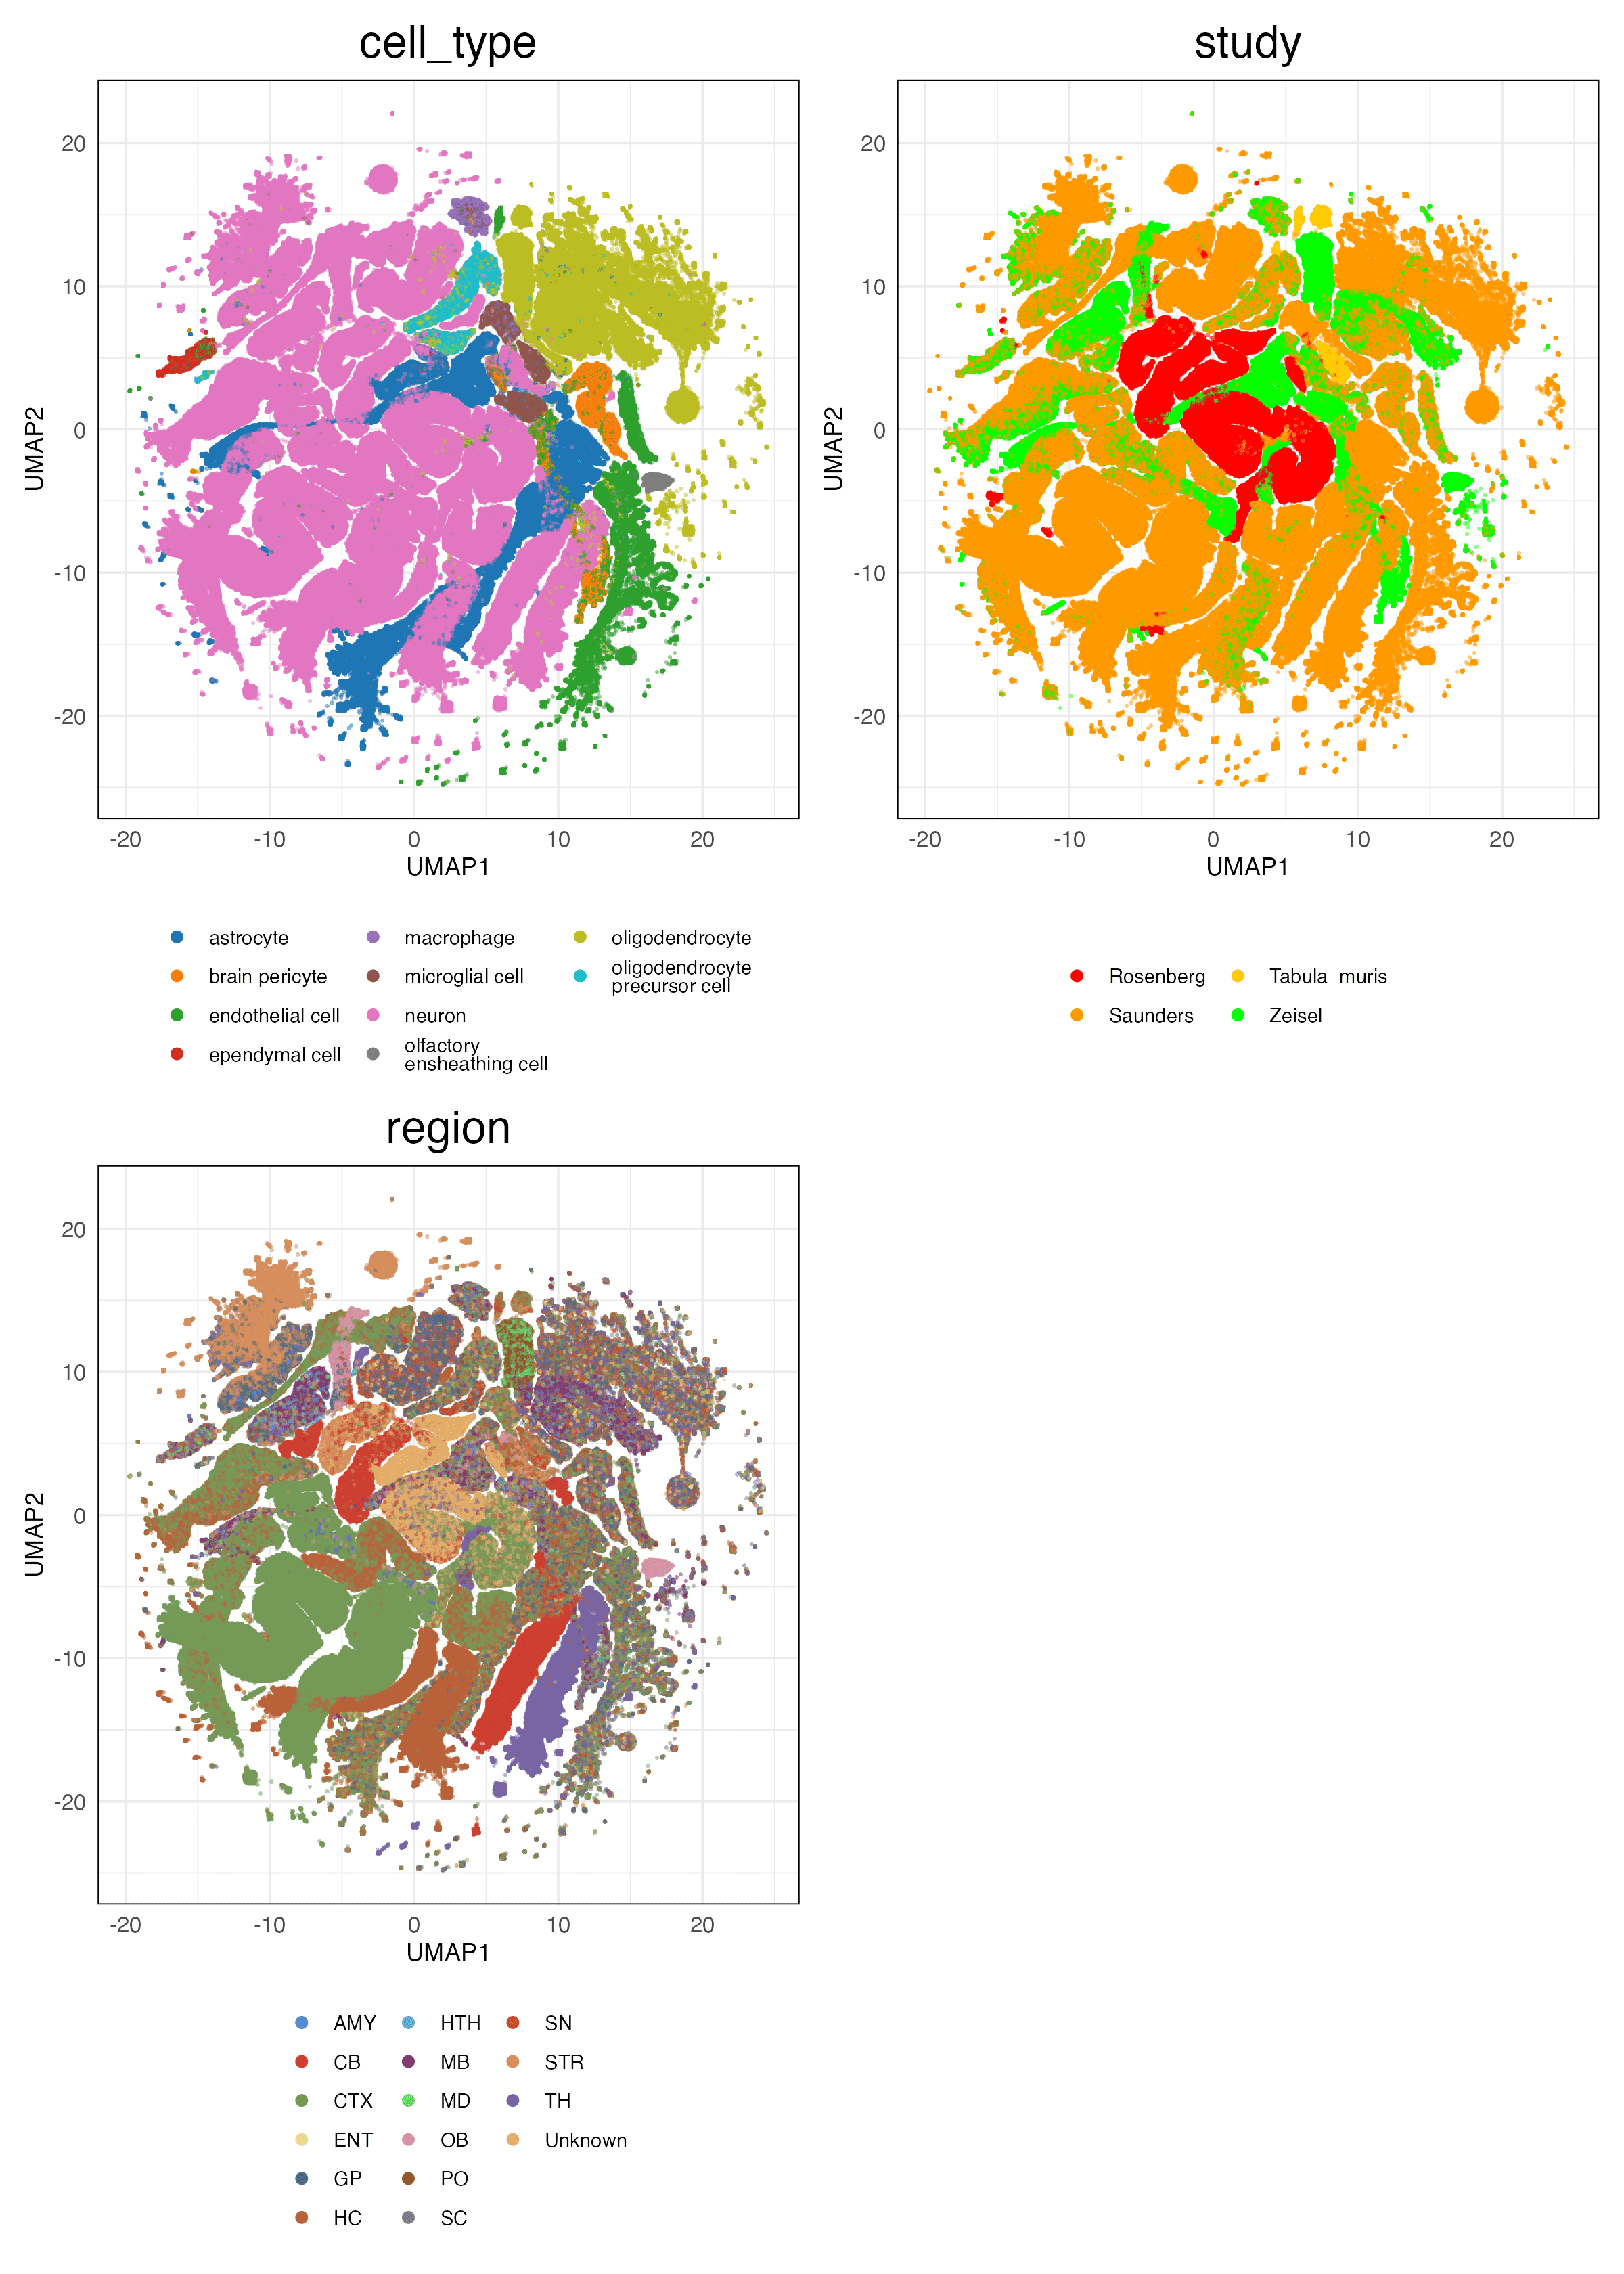 cell_type
study
20
10
0
-10
-20
UMAP2
-20 -10 0 10 20
UMAP1
20
10
0
-10
-20
UMAP2
-20 -10 0 10 20
UMAP1
astrocyte
brain pericyte
endothelial cell
ependymal cell
macrophage
microglial cell
neuron
olfactory
ensheathing cell
oligodendrocyte
oligodendrocyte
precursor cell
Rosenberg
Saunders
Tabula_muris
Zeisel
region
20
10
0
-10
-20
UMAP2
-20 -10 0 10 20
UMAP1
AMY
CB
CTX
ENT
GP
HC
HTH
MB
MD
OB
PO
SC
SN
STR
TH
Unknown